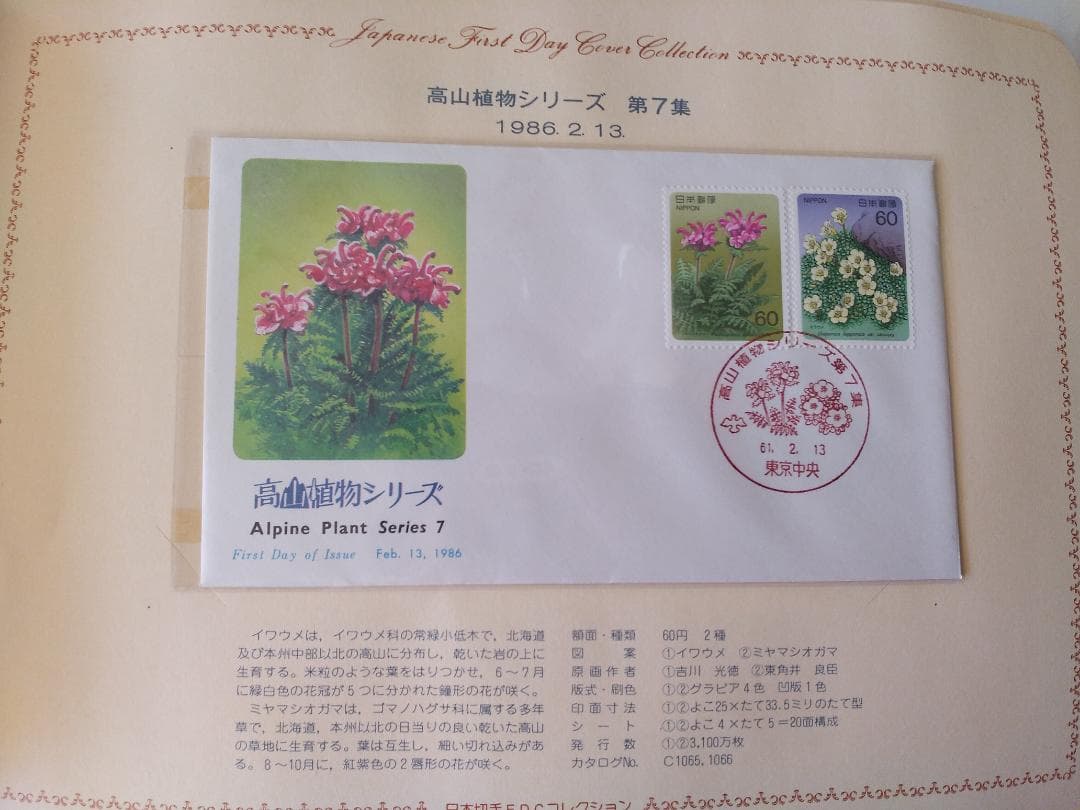 Japanese First Day Cover Collection
高山植物シリーズ 第7集
1986. 2. 13.
日本郵便
NIPPON
60
日本郵便
NIPPON
60
イワウメ
高山植物シリーズ第7集
61. 2. 13
東京中央
高山植物シリーズ
Alpine Plant Series 7
First Day of Issue Feb. 13, 1986
イワウメは，イワウメ科の常緑小低木で，北海道
及び本州中部以北の高山に分布し，乾いた岩の上に
生育する。米粒のような葉をはりつかせ，6〜7月
に緑白色の花冠が5つに分かれた鐘形の花が咲く。
ミヤマシオガマは，ゴマノハグサ科に属する多年
草で，北海道，本州以北の日当りの良い乾いた高山
の草地に生育する。葉は互生し，細い切れ込みがあ
る。8〜10月に，紅紫色の2唇形の花が咲く。
額面・種類 60円 2種
図案 ①イワウメ ②ミヤマシオガマ
原画作者 ①吉川 光徳 ②東角井 良臣
版式・刷色 ①②グラビア4色 凹版1色
印面寸法 ①②よこ25×たて33.5ミリのたて型
シート ①②よこ4×たて5＝20面構成
発行数 ①②3,100万枚
カタログNo. C1065, 1066
日本切手FDCコレクション